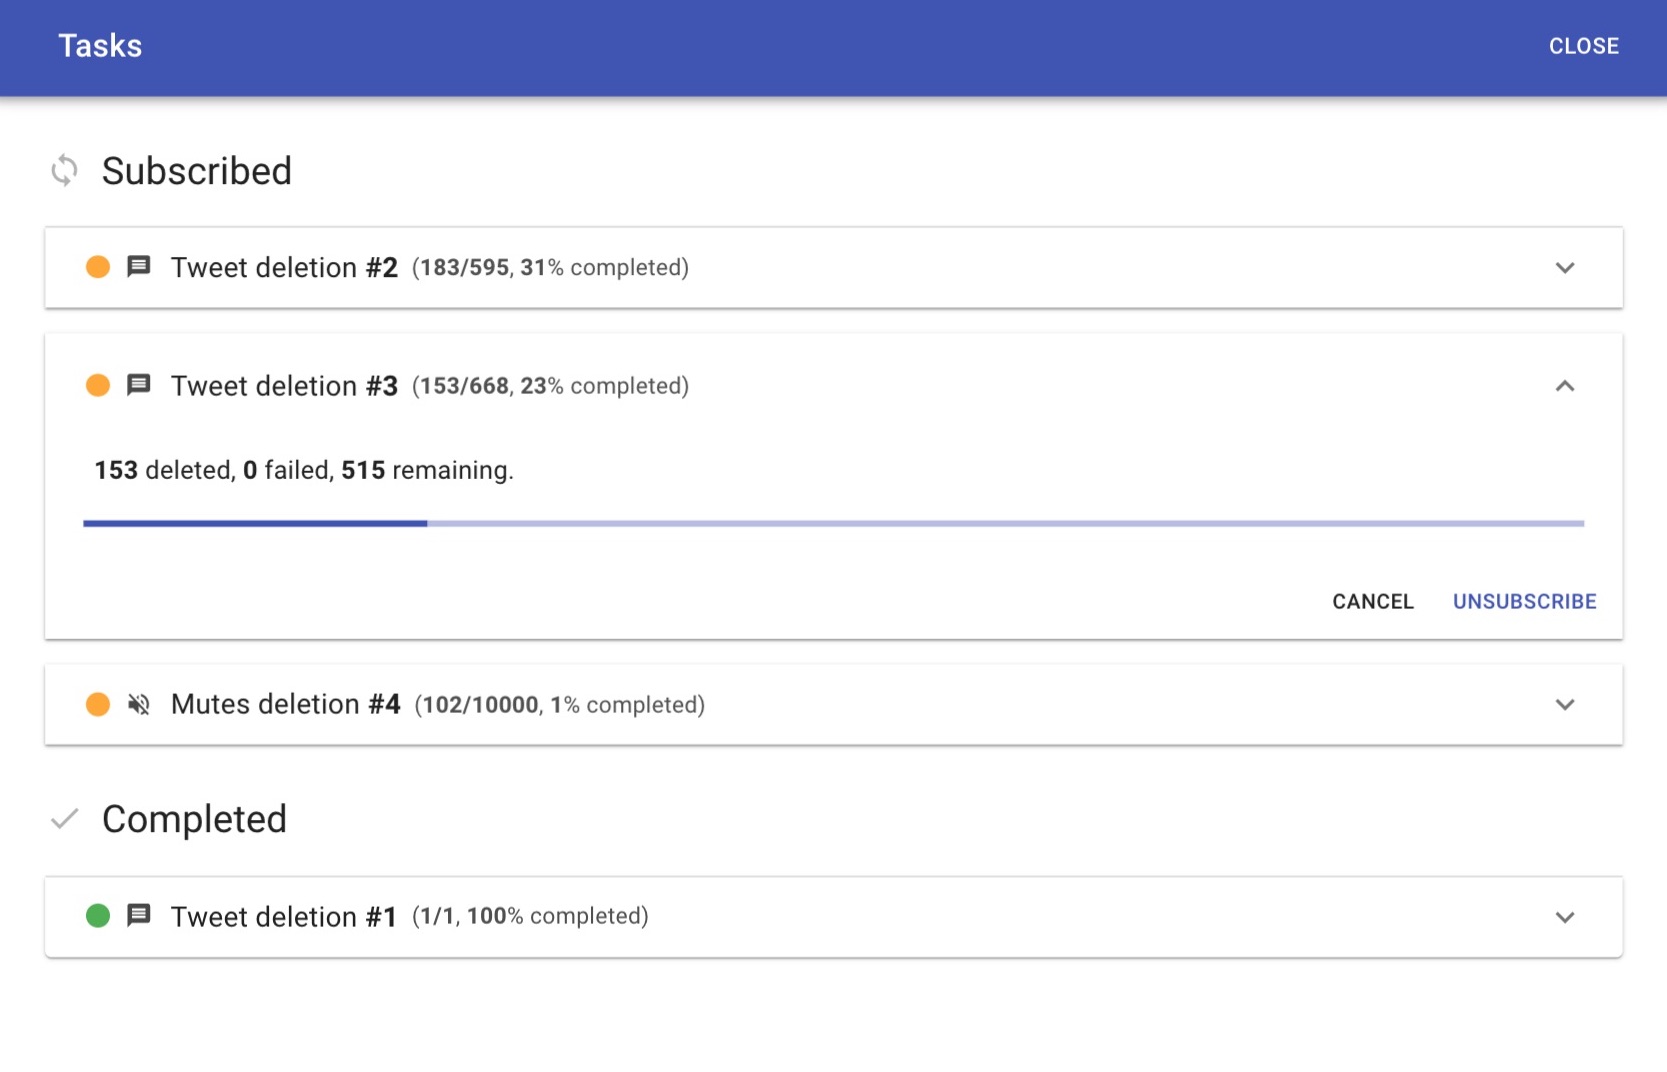 Tasks
CLOSE
Subscribed
Tweet deletion #2 (183/595, 31% completed)
Tweet deletion #3 (153/668, 23% completed)
153 deleted, 0 failed, 515 remaining.
CANCEL UNSUBSCRIBE
Mutes deletion #4 (102/10000, 1% completed)
Completed
Tweet deletion #1 (1/1, 100% completed)